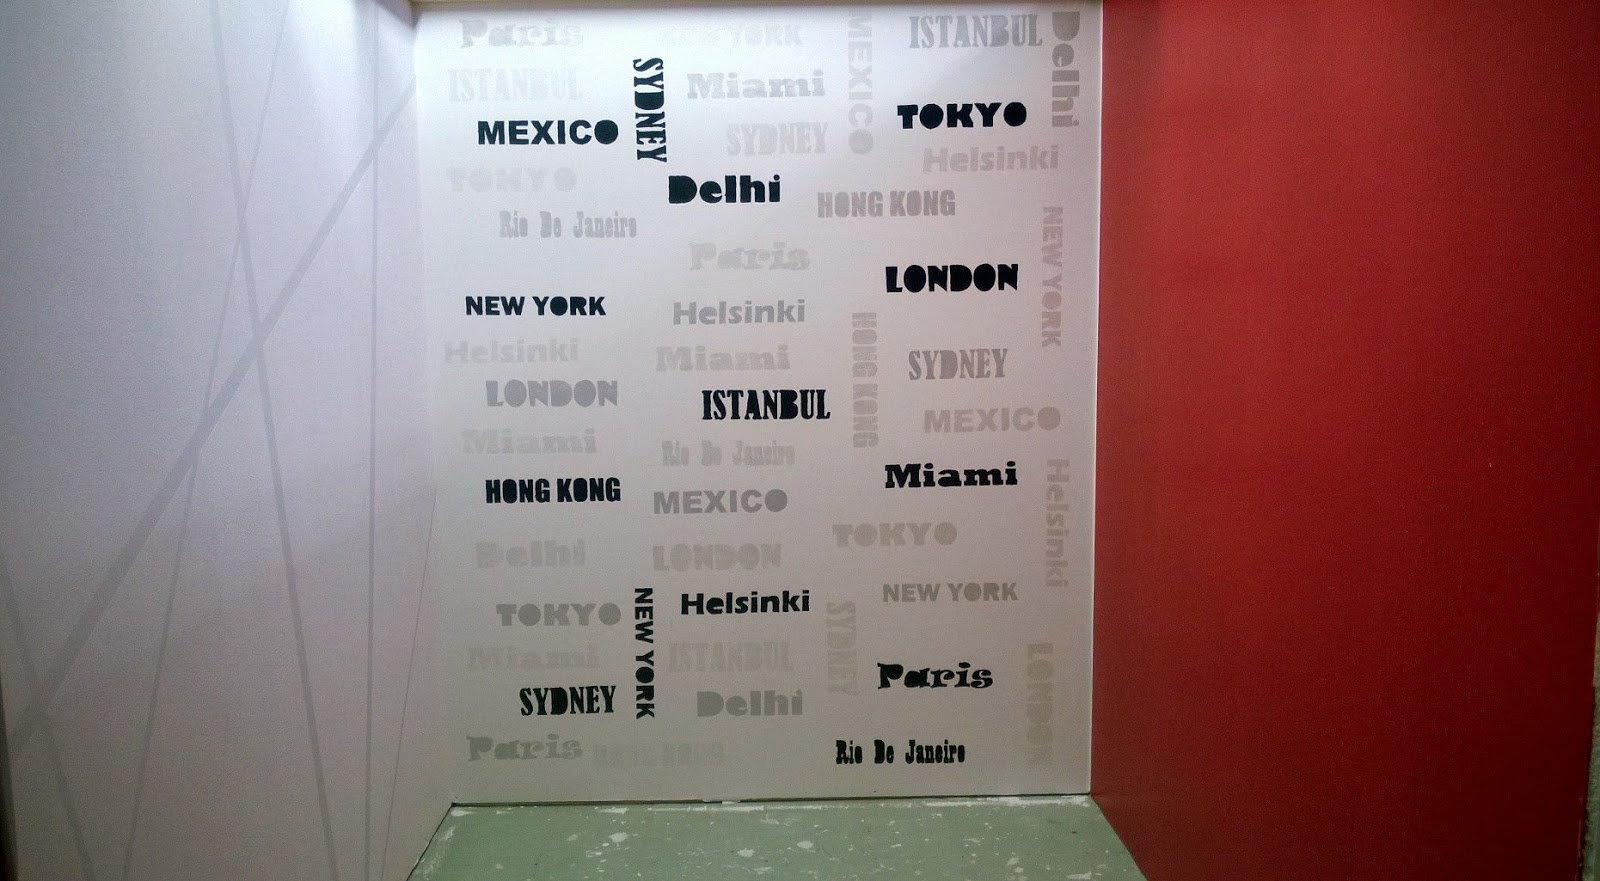 Paris
NEW YORK
MEXICO
ISTANBUL
Delhi
ISTANBUL
SYDNEY
Miami
TOKYO
MEXICO
SYDNEY
Helsinki
TOKYO
Delhi
HONG KONG
Rio De Janeiro
NEW YORK
Paris
LONDON
NEW YORK
Helsinki
HONG KONG
Helsinki
Miami
SYDNEY
LONDON
ISTANBUL
MEXICO
Miami
Rio De Janeiro
Miami
Helsinki
HONG KONG
MEXICO
TOKYO
Delhi
LONDON
NEW YORK
Helsinki
NEW YORK
TOKYO
SYDNEY
Miami
ISTANBUL
Paris
LONDON
SYDNEY
Delhi
Paris
HONG KONG
Rio De Janeiro